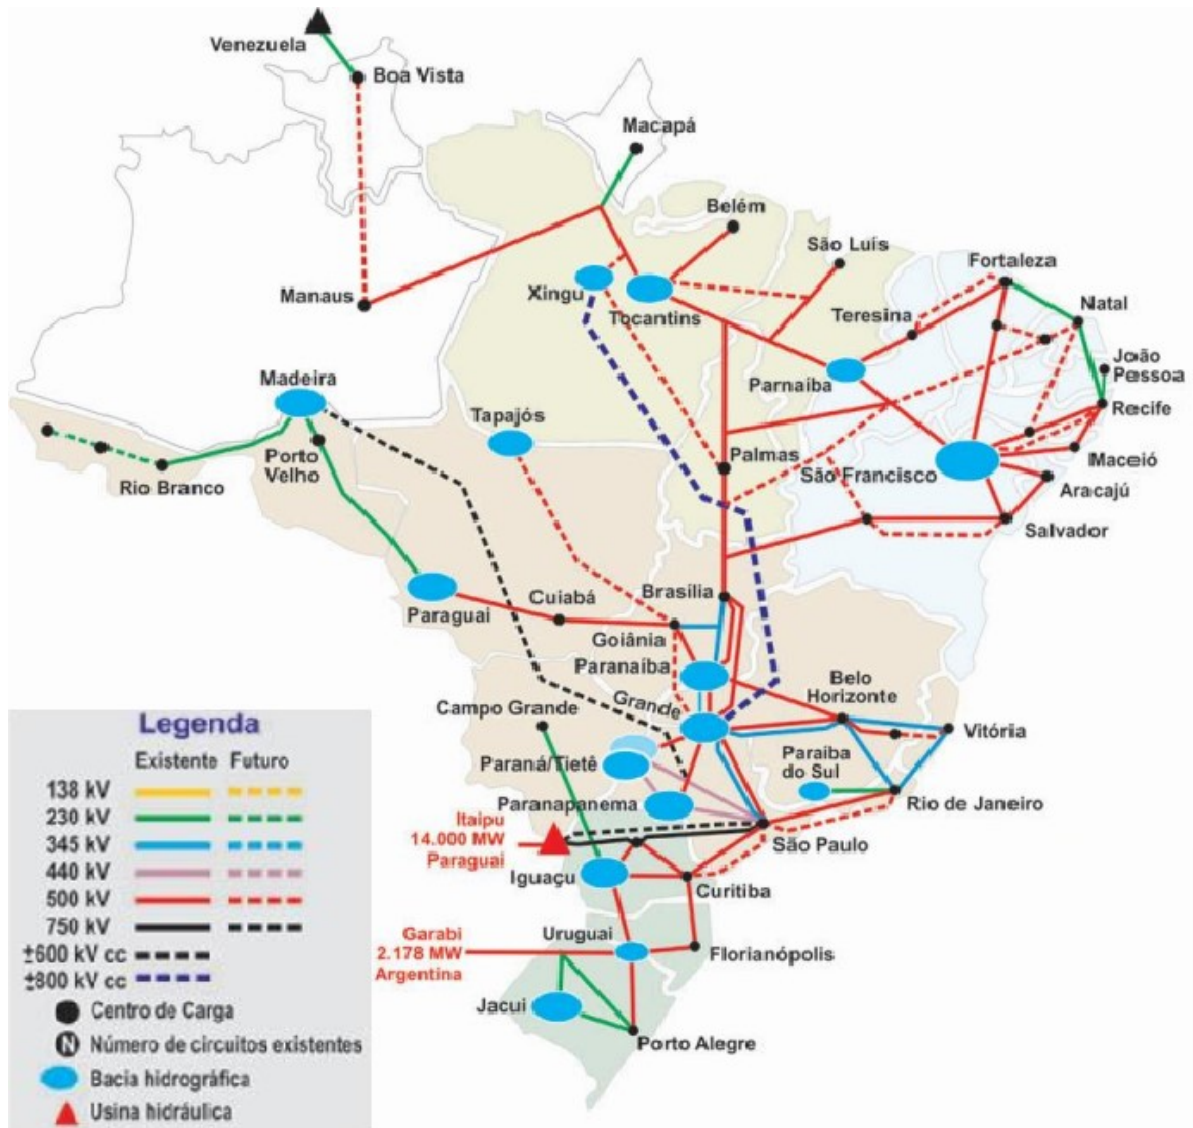 Venezuela
Boa Vista
Macapá
Belém
São Luís
Fortaleza
Xingu
Manaus
Tocantins
Teresina
Natal
João
Pessoa
Parnaíba
Madeira
Recife
Tapajós
Palmas
Maceió
Porto
Velho
São Francisco
Rio Branco
Aracajú
Salvador
Brasília
Cuiabá
Paraguai
Goiânia
Paranaíba
Belo
Horizonte
Grande
Campo Grande
Vitória
Paraíba
do Sul
Paraná/Tietê
Paranapanema
Rio de Janeiro
Itaipu
14.000 MW
Paraguai
São Paulo
Iguaçu
Curitiba
Garabi
2.178 MW
Argentina
Uruguai
Florianópolis
Jacui
Porto Alegre
Legenda
Existente Futuro
138 kV
230 kV
345 kV
440 kV
500 kV
750 kV
±600 kV cc
±800 kV cc
Centro de Carga
N Número de circuitos existentes
Bacia hidrográfica
Usina hidráulica